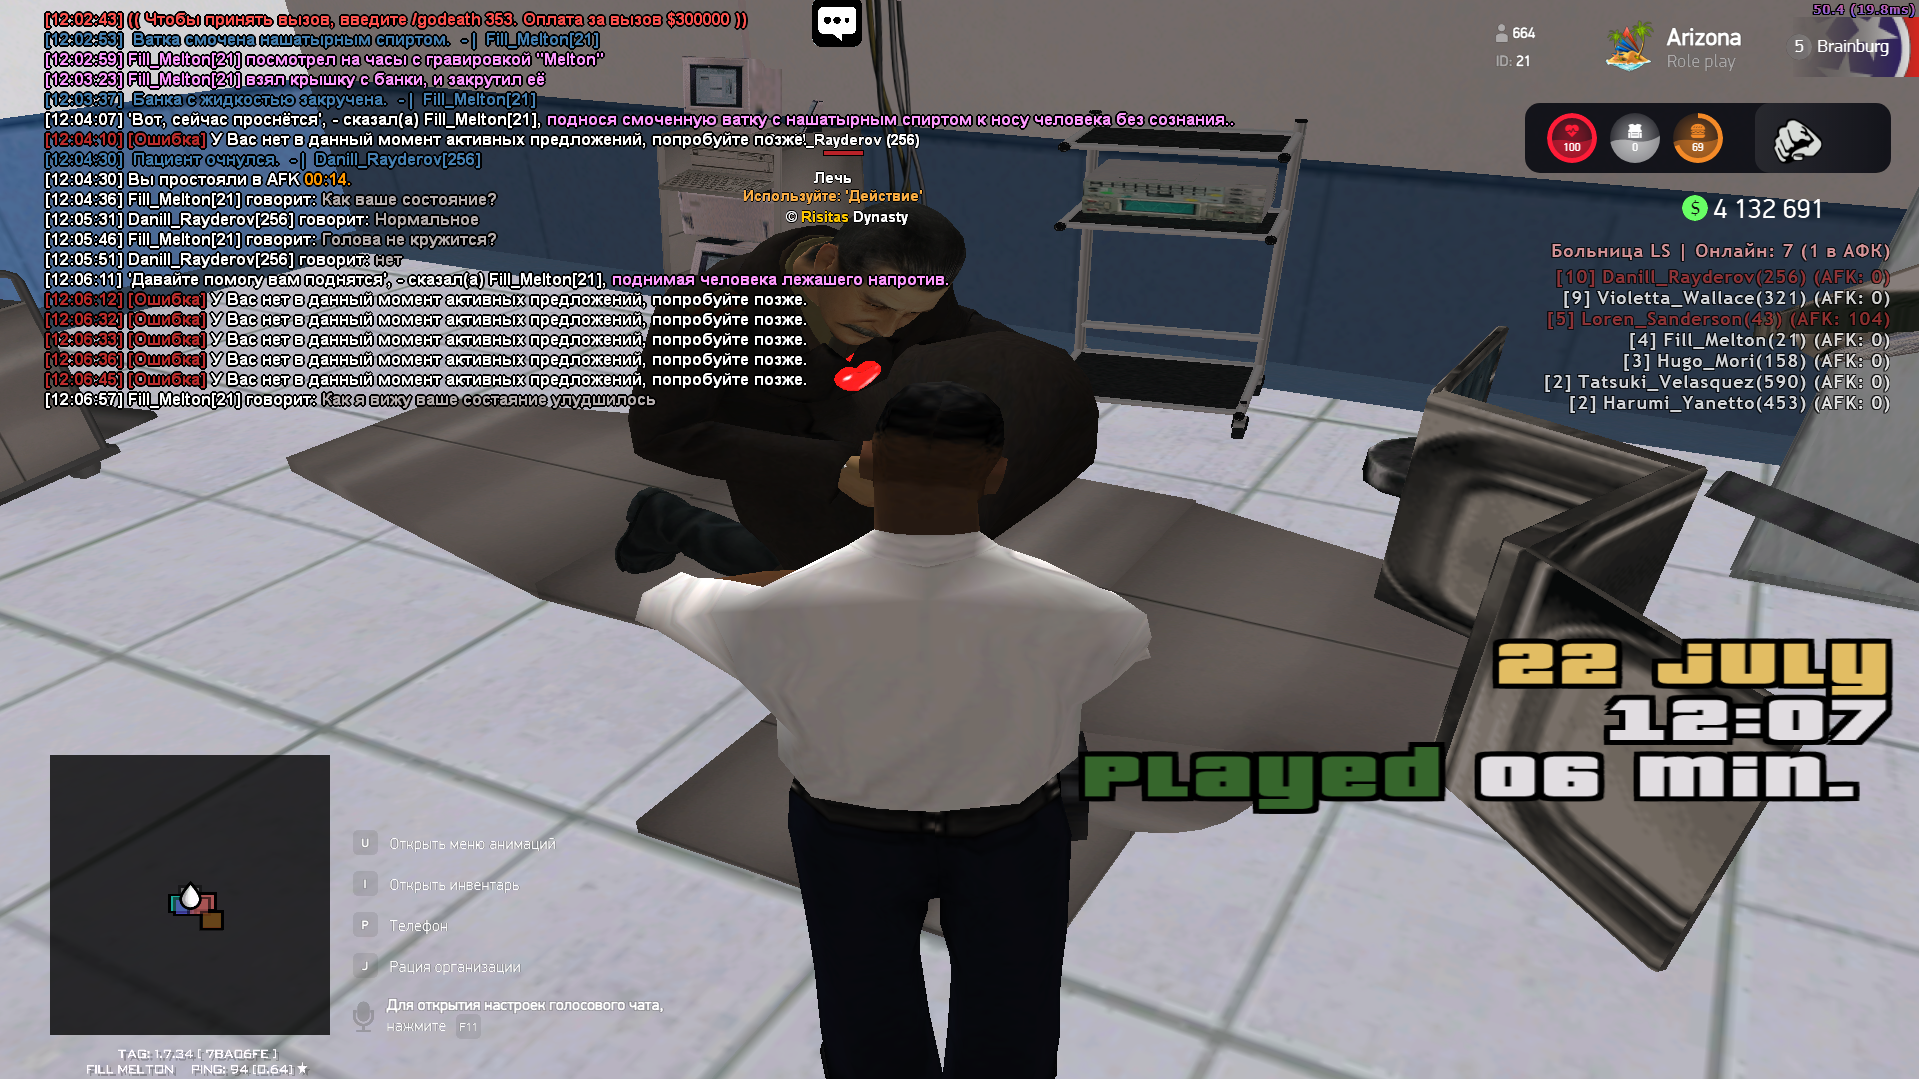 [12:02:43] (( Чтобы принять вызов, введите /godeath 353. Оплата за вызов $300000 ))
[12:02:53] Ватка смочена нашатырным спиртом. - | Fill_Melton[21]
[12:02:59] Fill_Melton[21] посмотрел на часы с гравировкой "Melton"
[12:03:23] Fill_Melton[21] взял крышку с банки, и закрутил её
[12:03:37] Банка с жидкостью закручена. - | Fill_Melton[21]
[12:04:07] 'Вот, сейчас проснётся', - сказал(а) Fill_Melton[21], поднося смоченную ватку с нашатырным спиртом к носу человека без сознания..
[12:04:10] [Ошибка] У Вас нет в данный момент активных предложений, попробуйте позже!
_Rayderov (256)
[12:04:30] Пациент очнулся. - | Danill_Rayderov[256]
[12:04:30] Вы простояли в AFK 00:14.
[12:04:36] Fill_Melton[21] говорит: Как ваше состояние?
[12:05:31] Danill_Rayderov[256] говорит: Нормальное
[12:05:46] Fill_Melton[21] говорит: Голова не кружится?
[12:05:51] Danill_Rayderov[256] говорит: нет
[12:06:11] 'Давайте помогу вам поднятся', - сказал(а) Fill_Melton[21], поднимая человека лежашего напротив.
[12:06:12] [Ошибка] У Вас нет в данный момент активных предложений, попробуйте позже.
[12:06:32] [Ошибка] У Вас нет в данный момент активных предложений, попробуйте позже.
[12:06:33] [Ошибка] У Вас нет в данный момент активных предложений, попробуйте позже.
[12:06:36] [Ошибка] У Вас нет в данный момент активных предложений, попробуйте позже.
[12:06:45] [Ошибка] У Вас нет в данный момент активных предложений, попробуйте позже.
[12:06:57] Fill_Melton[21] говорит: Как я вижу ваше состаяние улудшилось
Лечь
Используйте: 'Действие'
© Risitas Dynasty
50.4 (19.8ms)
664
ID: 21
Arizona
Role play
5 Brainburg
100
0
69
$ 4 132 691
Больница LS | Онлайн: 7 (1 в АФК)
[10] Danill_Rayderov(256) (AFK: 0)
[9] Violetta_Wallace(321) (AFK: 0)
[5] Loren_Sanderson(43) (AFK: 104)
[4] Fill_Melton(21) (AFK: 0)
[3] Hugo_Mori(158) (AFK: 0)
[2] Tatsuki_Velasquez(590) (AFK: 0)
[2] Harumi_Yanetto(453) (AFK: 0)
22 July
12:07
Played 06 min.
U Открыть меню анимаций
I Открыть инвентарь
P Телефон
J Рация организации
Для открытия настроек голосового чата,
нажмите F11
TAG: 1.7.34 [ 7BA06FE ]
FILL MELTON PING: 94 [0.64] ★